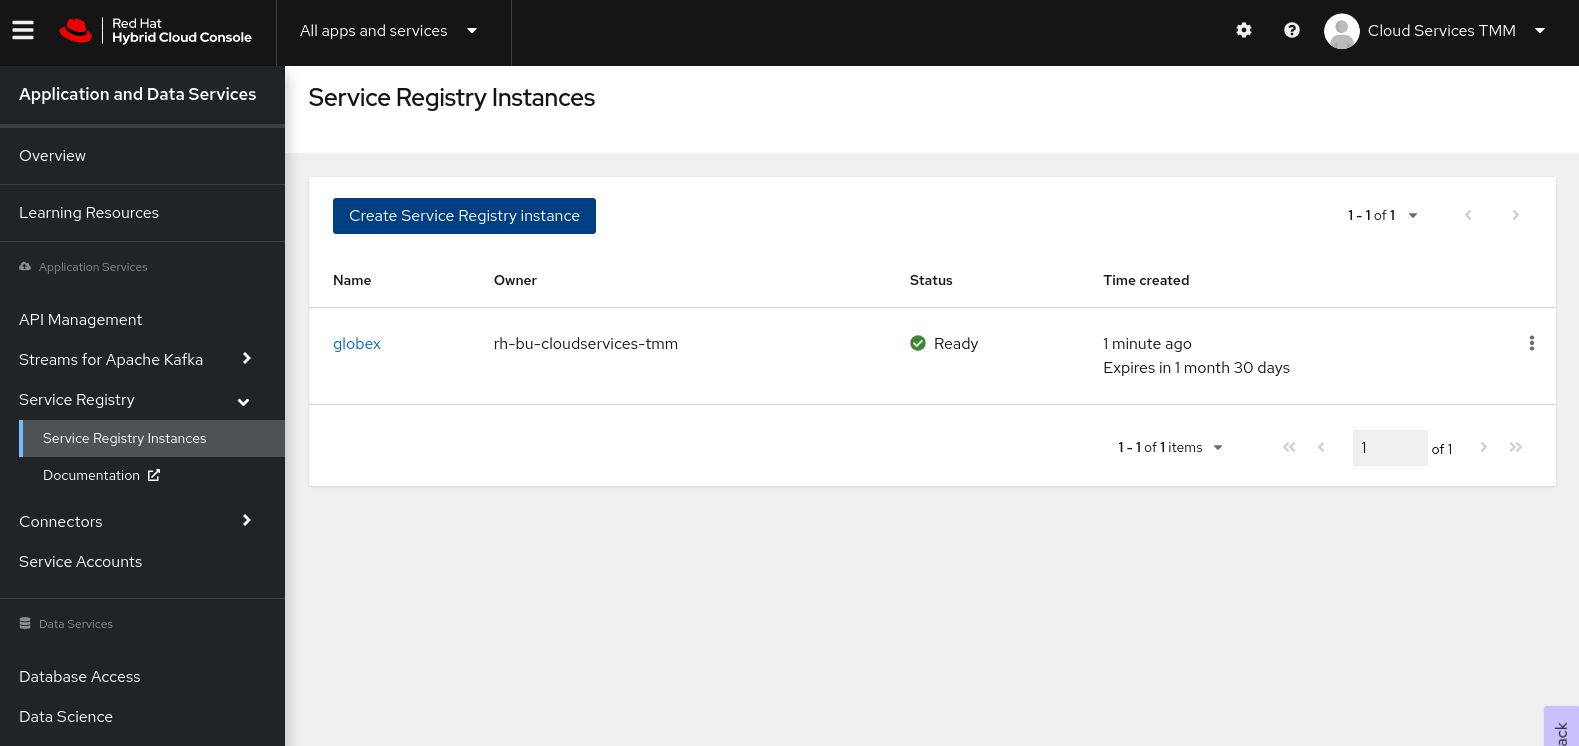 Red Hat
Hybrid Cloud Console
All apps and services
Cloud Services TMM
Application and Data Services
Overview
Learning Resources
Application Services
API Management
Streams for Apache Kafka
Service Registry
Service Registry Instances
Documentation
Connectors
Service Accounts
Data Services
Database Access
Data Science
Service Registry Instances
Create Service Registry instance
1 - 1 of 1
Name Owner Status Time created
globex rh-bu-cloudservices-tmm Ready 1 minute ago
Expires in 1 month 30 days
1 - 1 of 1 items
1 of 1